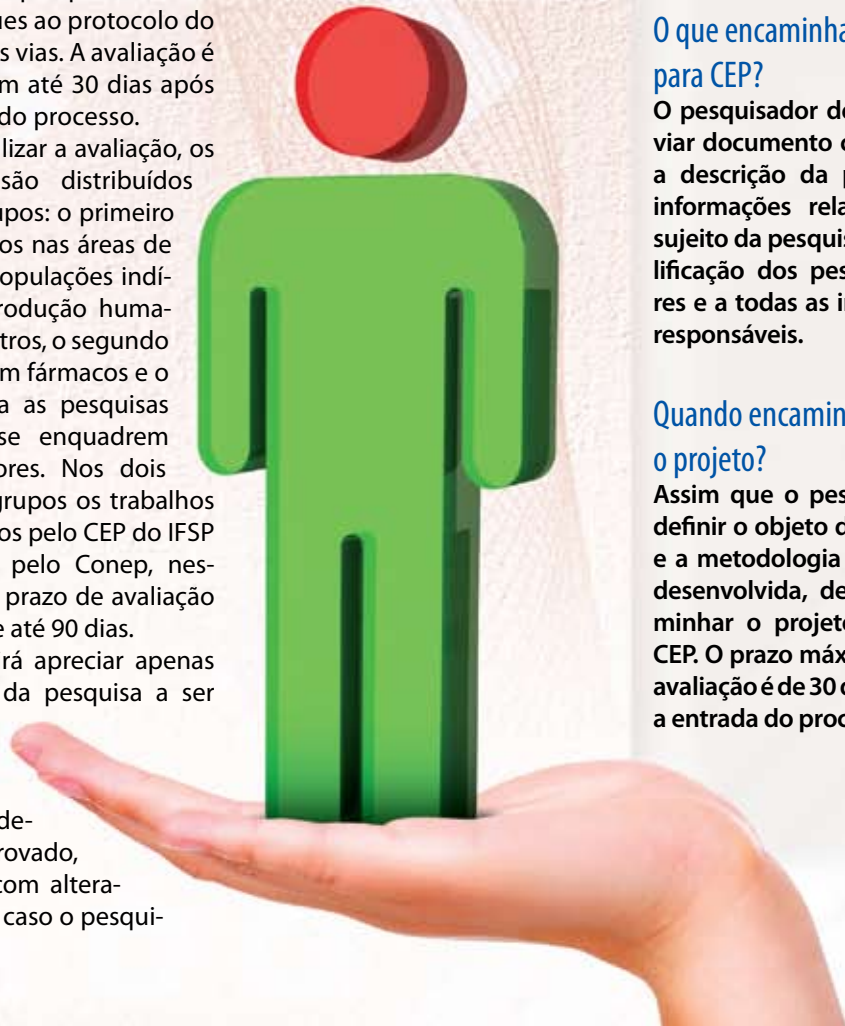 ues ao protocolo do
s vias. A avaliação é
m até 30 dias após
do processo.
lizar a avaliação, os
são distribuídos
upos: o primeiro
os nas áreas de
opulações indí-
rodução huma-
tros, o segundo
m fármacos e o
a as pesquisas
se enquadrem
ores. Nos dois
grupos os trabalhos
os pelo CEP do IFSP
pelo Conep, nes-
prazo de avaliação
e até 90 dias.
rá apreciar apenas
da pesquisa a ser
de-
rovado,
com altera-
caso o pesqui-
O que encaminha
para CEP?
O pesquisador de
viar documento c
a descrição da p
informações rela
sujeito da pesquis
lificação dos pes
res e a todas as i
responsáveis.
Quando encamin
o projeto?
Assim que o pes
definir o objeto d
e a metodologia
desenvolvida, de
minhar o projeto
CEP. O prazo máx
avaliação é de 30 d
a entrada do proc